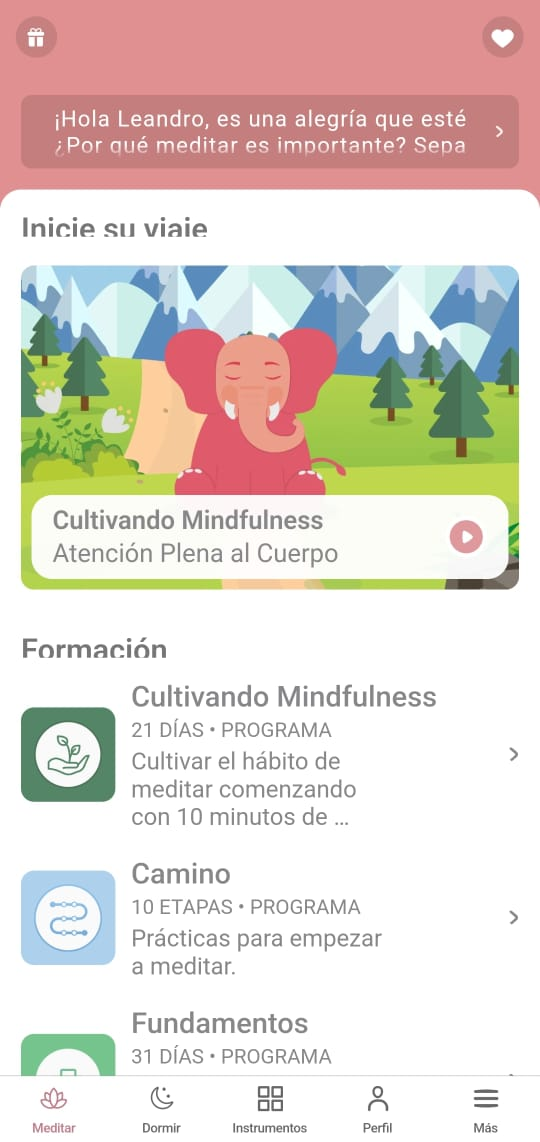 ¡Hola Leandro, es una alegría que esté
¿Por qué meditar es importante? Sepa
Inicie su viaje
Cultivando Mindfulness
Atención Plena al Cuerpo
Formación
Cultivando Mindfulness
21 DÍAS • PROGRAMA
Cultivar el hábito de
meditar comenzando
con 10 minutos de ...
Camino
10 ETAPAS • PROGRAMA
Prácticas para empezar
a meditar.
Fundamentos
31 DÍAS • PROGRAMA
Meditar
Dormir
Instrumentos
Perfil
Más